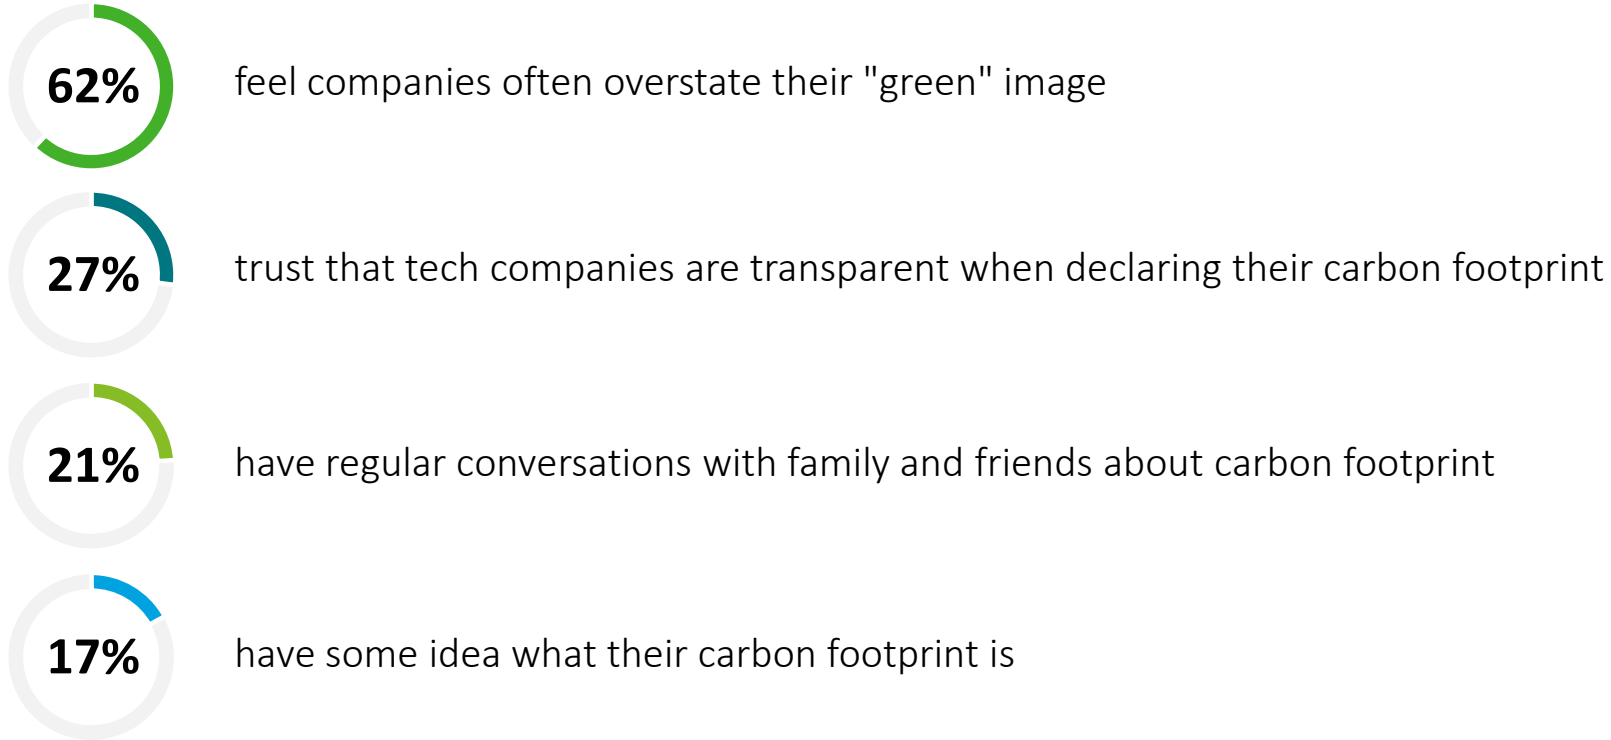 62% feel companies often overstate their "green" image
27% trust that tech companies are transparent when declaring their carbon footprint
21% have regular conversations with family and friends about carbon footprint
17% have some idea what their carbon footprint is